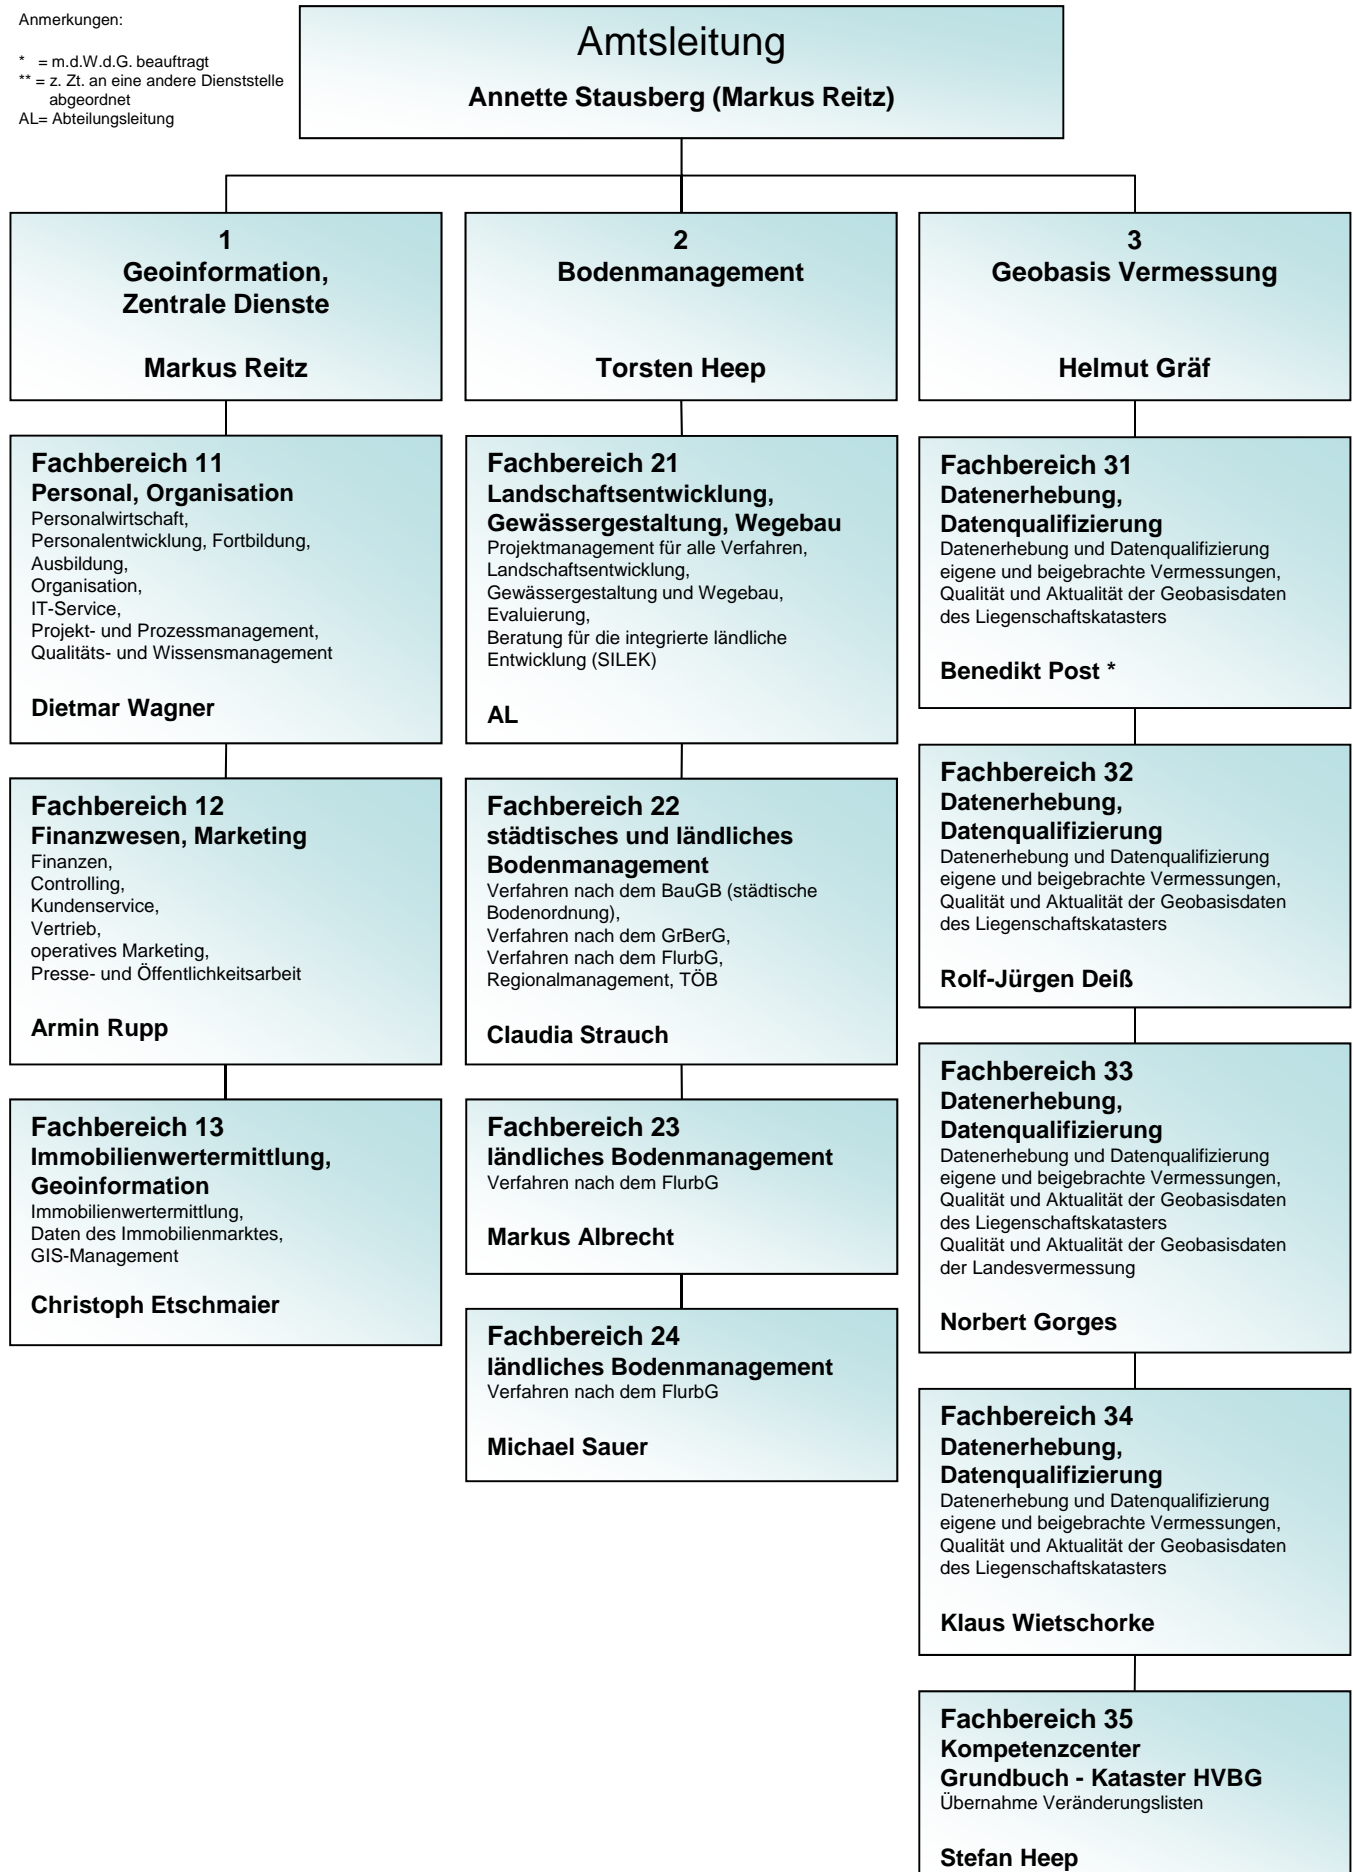 Anmerkungen:
* = m.d.W.d.G. beauftragt
** = z. Zt. an eine andere Dienststelle
abgeordnet
AL= Abteilungsleitung
Amtsleitung
Annette Stausberg (Markus Reitz)
1
Geoinformation,
Zentrale Dienste
Markus Reitz
Fachbereich 11
Personal, Organisation
Personalwirtschaft,
Personalentwicklung, Fortbildung,
Ausbildung,
Organisation,
IT-Service,
Projekt- und Prozessmanagement,
Qualitäts- und Wissensmanagement
Dietmar Wagner
Fachbereich 12
Finanzwesen, Marketing
Finanzen,
Controlling,
Kundenservice,
Vertrieb,
operatives Marketing,
Presse- und Öffentlichkeitsarbeit
Armin Rupp
Fachbereich 13
Immobilienwertermittlung,
Geoinformation
Immobilienwertermittlung,
Daten des Immobilienmarktes,
GIS-Management
Christoph Etschmaier
2
Bodenmanagement
Torsten Heep
Fachbereich 21
Landschaftsentwicklung,
Gewässergestaltung, Wegebau
Projektmanagement für alle Verfahren,
Landschaftsentwicklung,
Gewässergestaltung und Wegebau,
Evaluierung,
Beratung für die integrierte ländliche
Entwicklung (SILEK)
AL
Fachbereich 22
städtisches und ländliches
Bodenmanagement
Verfahren nach dem BauGB (städtische
Bodenordnung),
Verfahren nach dem GrBerG,
Verfahren nach dem FlurbG,
Regionalmanagement, TÖB
Claudia Strauch
Fachbereich 23
ländliches Bodenmanagement
Verfahren nach dem FlurbG
Markus Albrecht
Fachbereich 24
ländliches Bodenmanagement
Verfahren nach dem FlurbG
Michael Sauer
3
Geobasis Vermessung
Helmut Gräf
Fachbereich 31
Datenerhebung,
Datenqualifizierung
Datenerhebung und Datenqualifizierung
eigene und beigebrachte Vermessungen,
Qualität und Aktualität der Geobasisdaten
des Liegenschaftskatasters
Benedikt Post *
Fachbereich 32
Datenerhebung,
Datenqualifizierung
Datenerhebung und Datenqualifizierung
eigene und beigebrachte Vermessungen,
Qualität und Aktualität der Geobasisdaten
des Liegenschaftskatasters
Rolf-Jürgen Deiß
Fachbereich 33
Datenerhebung,
Datenqualifizierung
Datenerhebung und Datenqualifizierung
eigene und beigebrachte Vermessungen,
Qualität und Aktualität der Geobasisdaten
des Liegenschaftskatasters
Qualität und Aktualität der Geobasisdaten
der Landesvermessung
Norbert Gorges
Fachbereich 34
Datenerhebung,
Datenqualifizierung
Datenerhebung und Datenqualifizierung
eigene und beigebrachte Vermessungen,
Qualität und Aktualität der Geobasisdaten
des Liegenschaftskatasters
Klaus Wietschorke
Fachbereich 35
Kompetenzcenter
Grundbuch - Kataster HVBG
Übernahme Veränderungslisten
Stefan Heep